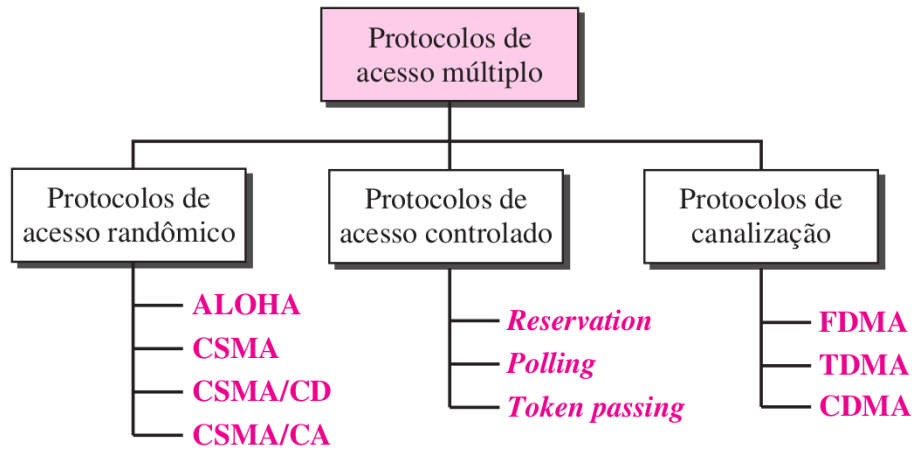 Protocolos de
acesso múltiplo
Protocolos de
acesso randômico
ALOHA
CSMA
CSMA/CD
CSMA/CA
Protocolos de
acesso controlado
Reservation
Polling
Token passing
Protocolos de
canalização
FDMA
TDMA
CDMA